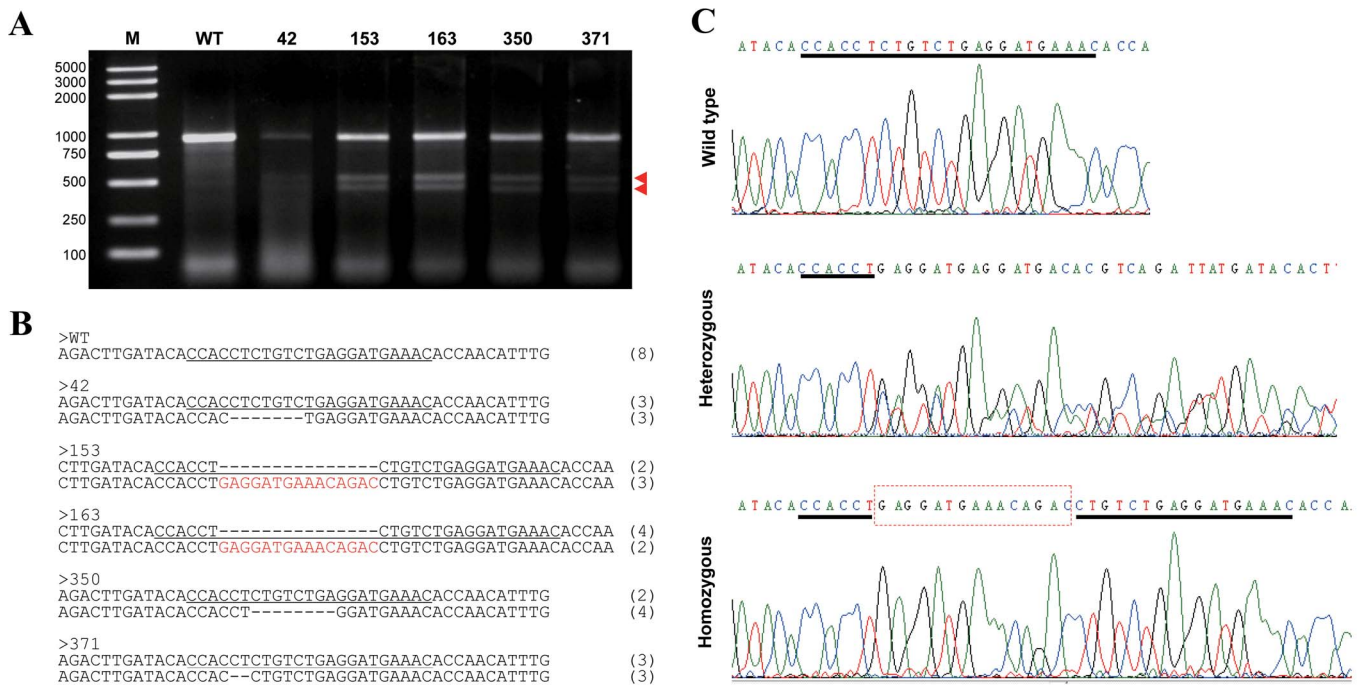 A
M WT 42 153 163 350 371
5000
3000
2000
1000
750
500
250
100
B
>WT
AGACTTGATACACCACCTCTGTCTGAGGATGAAACACCAACATTTG (8)
>42
AGACTTGATACACCACCTCTGTCTGAGGATGAAACACCAACATTTG (3)
AGACTTGATACACCAC-------TGAGGATGAAACACCAACATTTG (3)
>153
CTTGATACACCACCT---------------CTGTCTGAGGATGAAACACCAA (2)
CTTGATACACCACCTGAGGATGAAACAGACCTGTCTGAGGATGAAACACCAA (3)
>163
CTTGATACACCACCT---------------CTGTCTGAGGATGAAACACCAA (4)
CTTGATACACCACCTGAGGATGAAACAGACCTGTCTGAGGATGAAACACCAA (2)
>350
AGACTTGATACACCACCTCTGTCTGAGGATGAAACACCAACATTTG (2)
AGACTTGATACACCACCT--------GGATGAAACACCAACATTTG (4)
>371
AGACTTGATACACCACCTCTGTCTGAGGATGAAACACCAACATTTG (3)
AGACTTGATACACCAC--CTGTCTGAGGATGAAACACCAACATTTG (3)
C
Wild type
ATACACCACCTCTGTCTGAGGATGAAACACCA
Heterozygous
ATACACCACCTGAGGATGAGGATGACACGTCAGATTATGATACACT
Homozygous
ATACACCACCTGAGGATGAAACAGACCTGTCTGAGGATGAAACACCA